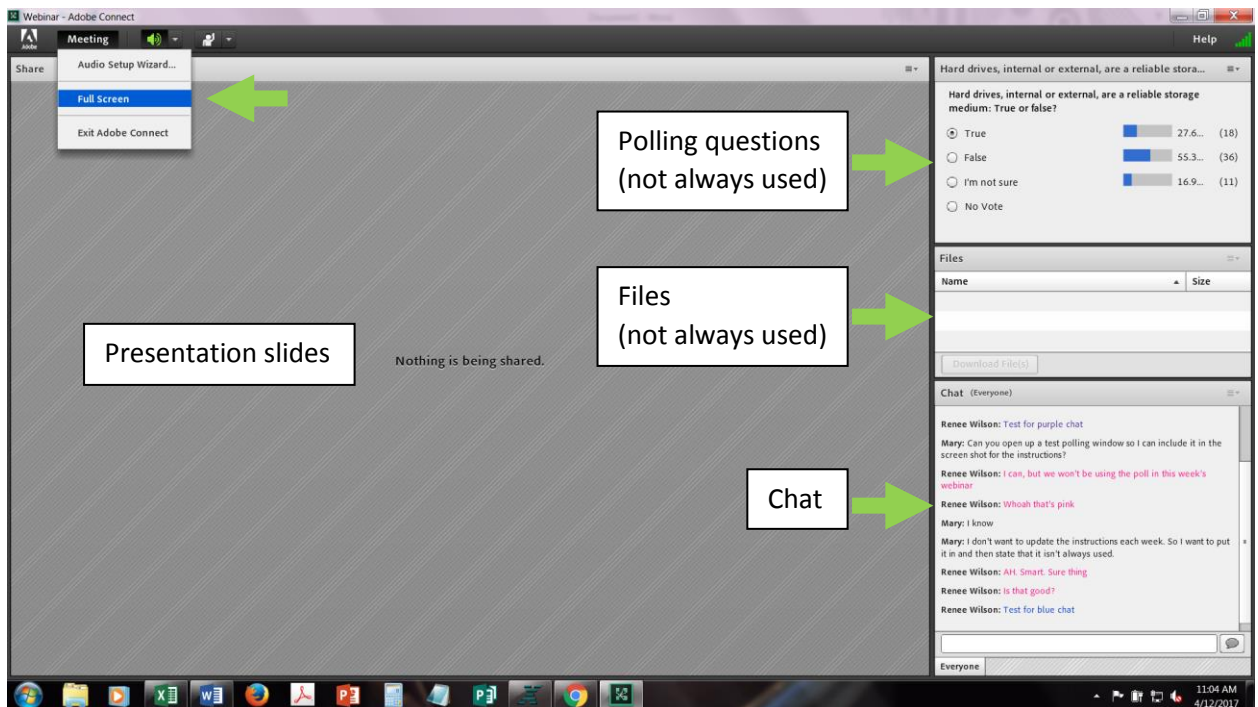 Webinar - Adobe Connect
Adobe
Meeting
Help
Audio Setup Wizard...
Full Screen
Exit Adobe Connect
Share
Nothing is being shared.
Presentation slides
Polling questions
(not always used)
Files
(not always used)
Chat
Hard drives, internal or external, are a reliable stora...
Hard drives, internal or external, are a reliable storage
medium: True or false?
True 27.6... (18)
False 55.3... (36)
I'm not sure 16.9... (11)
No Vote
Files
Name Size
Download File(s)
Chat (Everyone)
Renee Wilson: Test for purple chat
Mary: Can you open up a test polling window so I can include it in the
screen shot for the instructions?
Renee Wilson: I can, but we won't be using the poll in this week's
webinar
Renee Wilson: Whoah that's pink
Mary: I know
Mary: I don't want to update the instructions each week. So I want to put
it in and then state that it isn't always used.
Renee Wilson: AH. Smart. Sure thing
Renee Wilson: Is that good?
Renee Wilson: Test for blue chat
Everyone
11:04 AM
4/12/2017